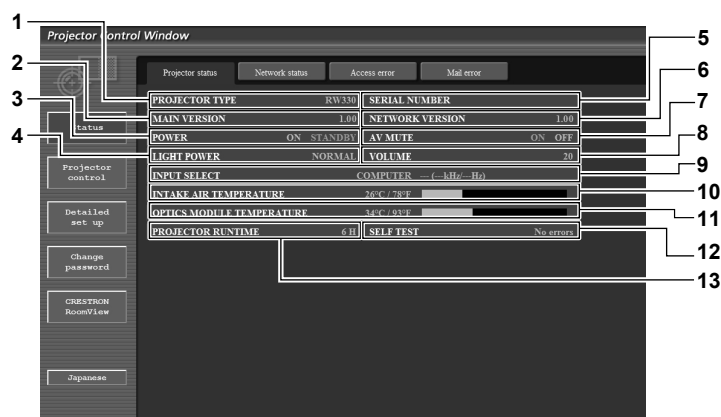 Projector Control Window
Projector status Network status Access error Mail error
PROJECTOR TYPE RW330 SERIAL NUMBER
MAIN VERSION 1.00 NETWORK VERSION 1.00
POWER ON STANDBY AV MUTE ON OFF
LIGHT POWER NORMAL VOLUME 20
INPUT SELECT COMPUTER --- (---kHz/---Hz)
INTAKE AIR TEMPERATURE 26°C / 78°F
OPTICS MODULE TEMPERATURE 34°C / 93°F
PROJECTOR RUNTIME 6 H SELF TEST No errors
Status
Projector
control
Detailed
set up
Change
password
CRESTRON
RoomView
Japanese
1
2
3
4
5
6
7
8
9
10
11
12
13